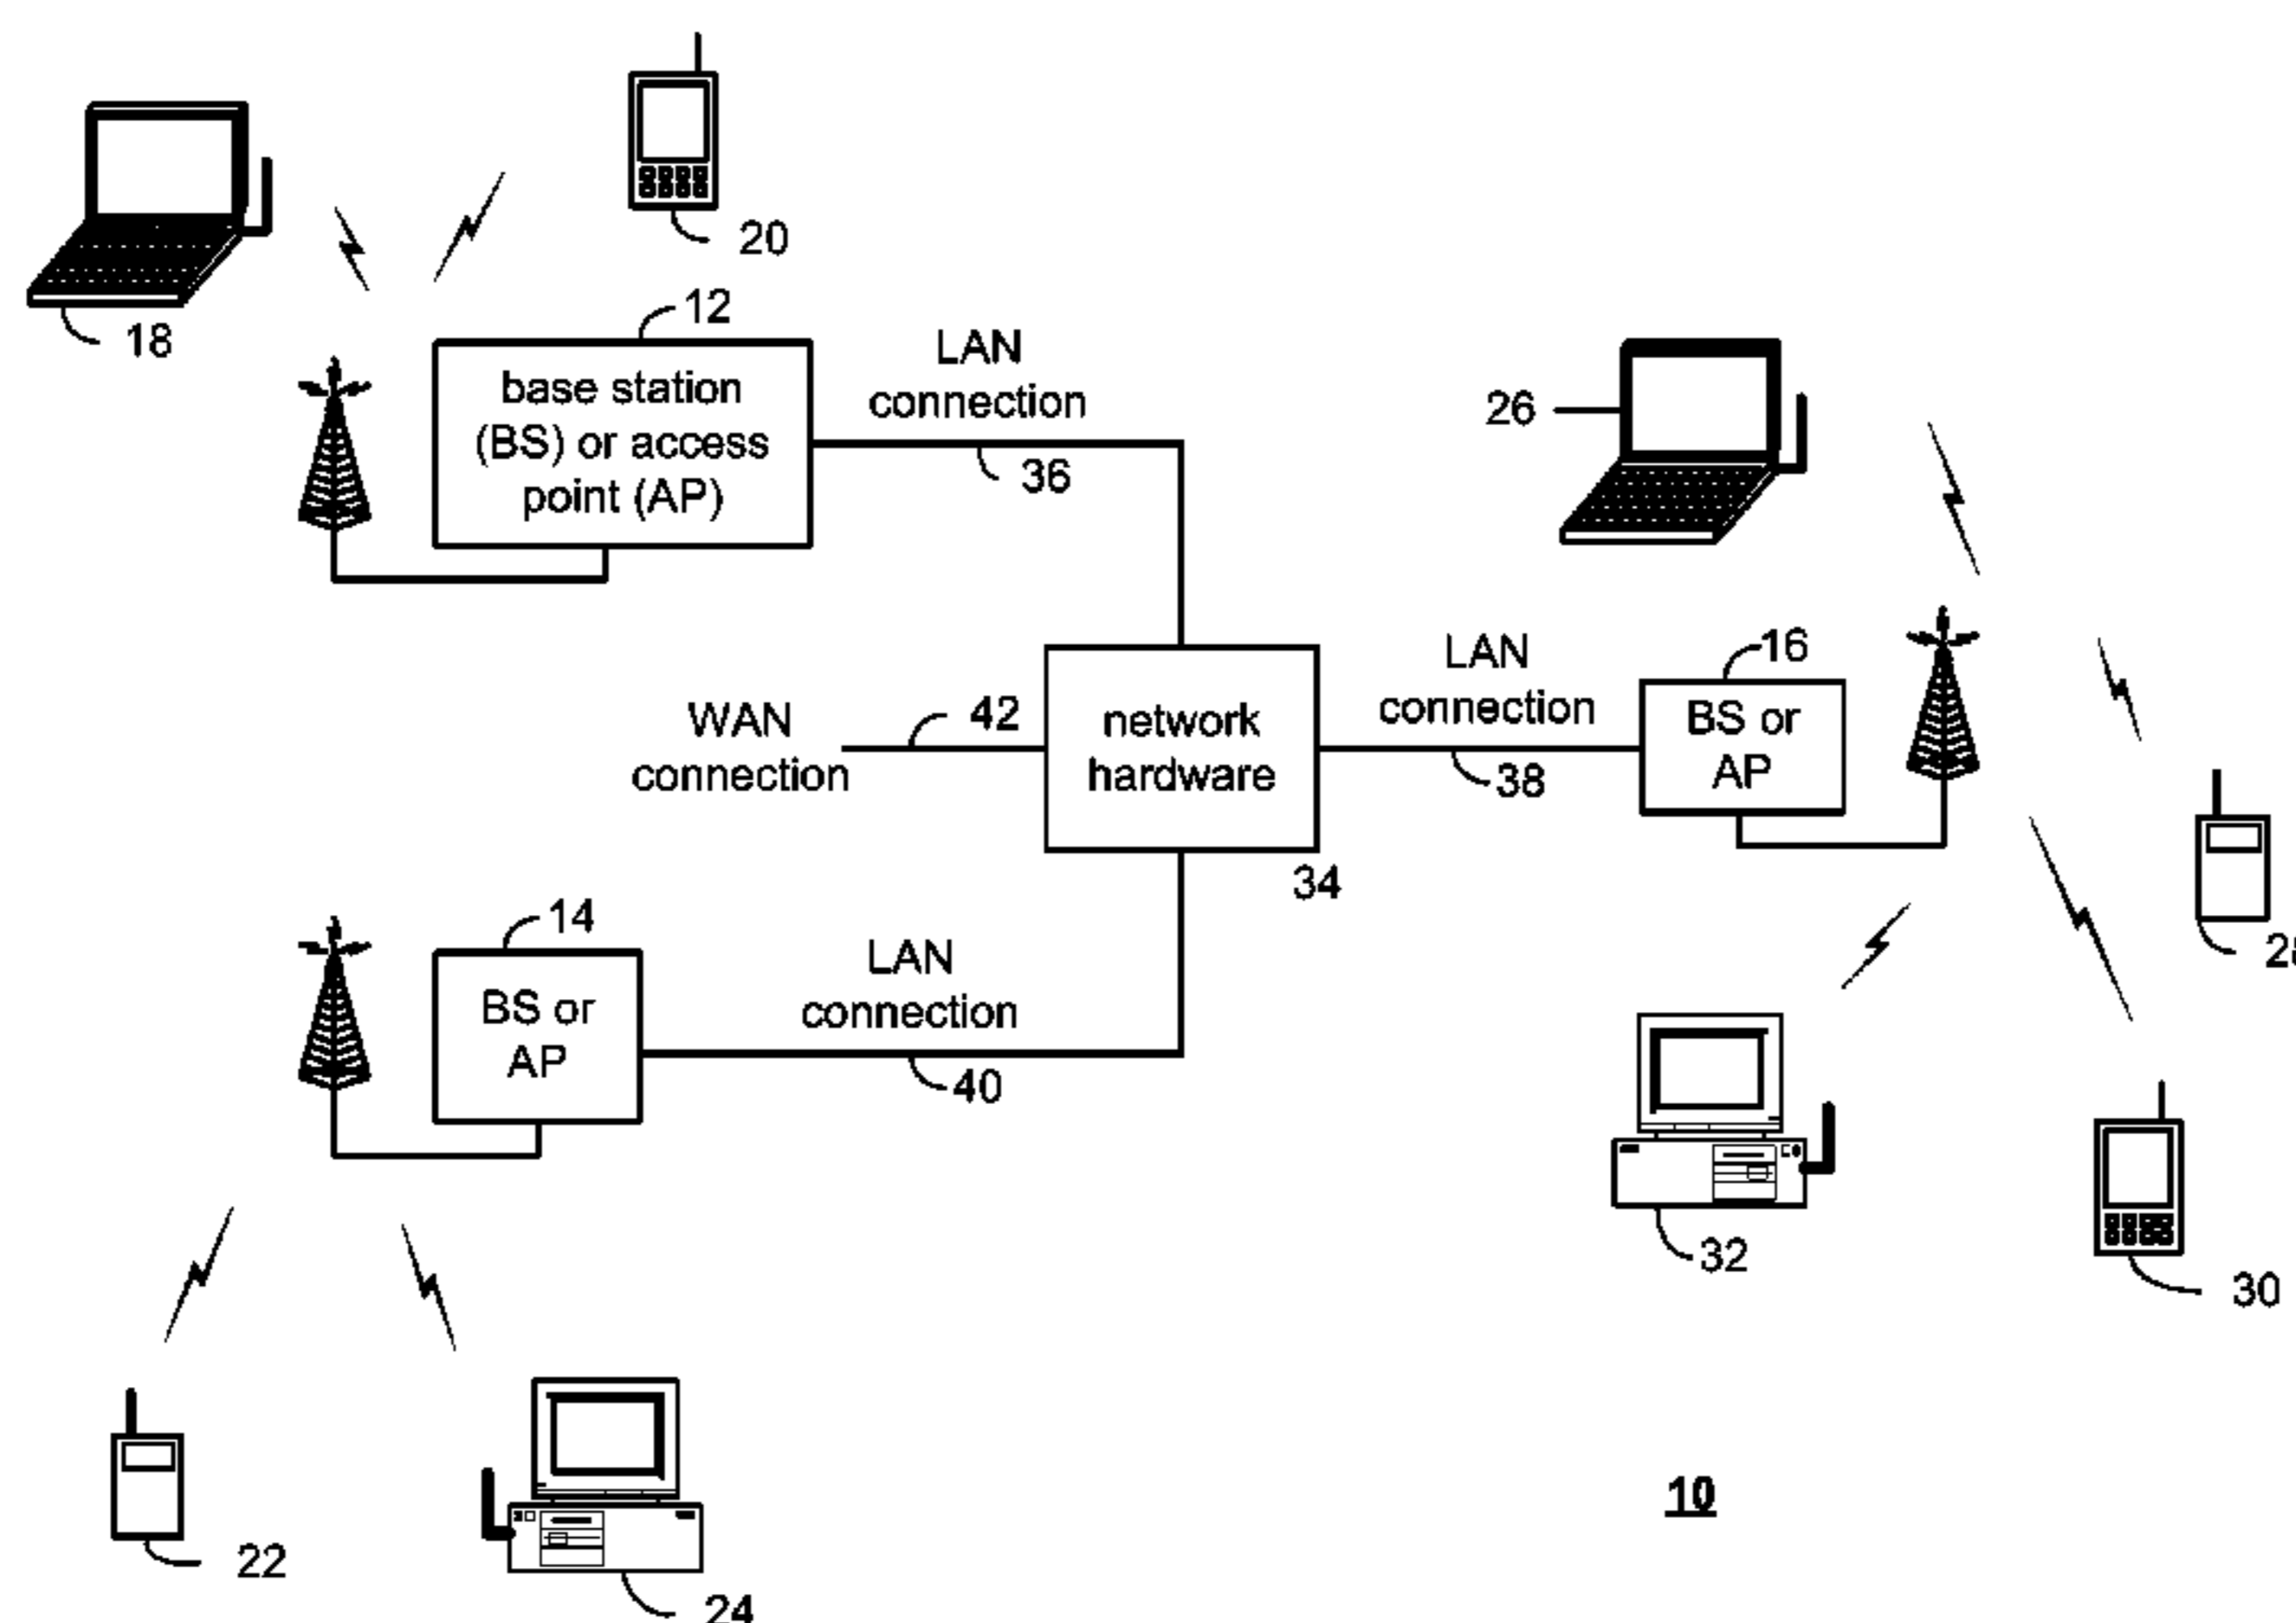 20
18
12
base station
(BS) or access
point (AP)
LAN
connection
36
26
WAN
connection
42
network
hardware
34
LAN
connection
38
16
BS or
AP
14
BS or
AP
LAN
connection
40
32
30
22
24
10